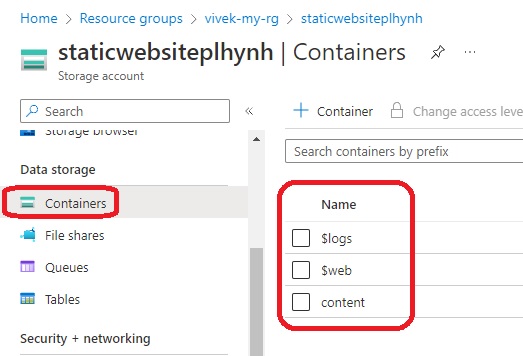 Home > Resource groups > vivek-my-rg > staticwebsiteplhynh
staticwebsiteplhynh | Containers
Storage account
Search
Storage browser
Data storage
Containers
File shares
Queues
Tables
Security + networking
+ Container Change access leve
Search containers by prefix
Name
$logs
$web
content